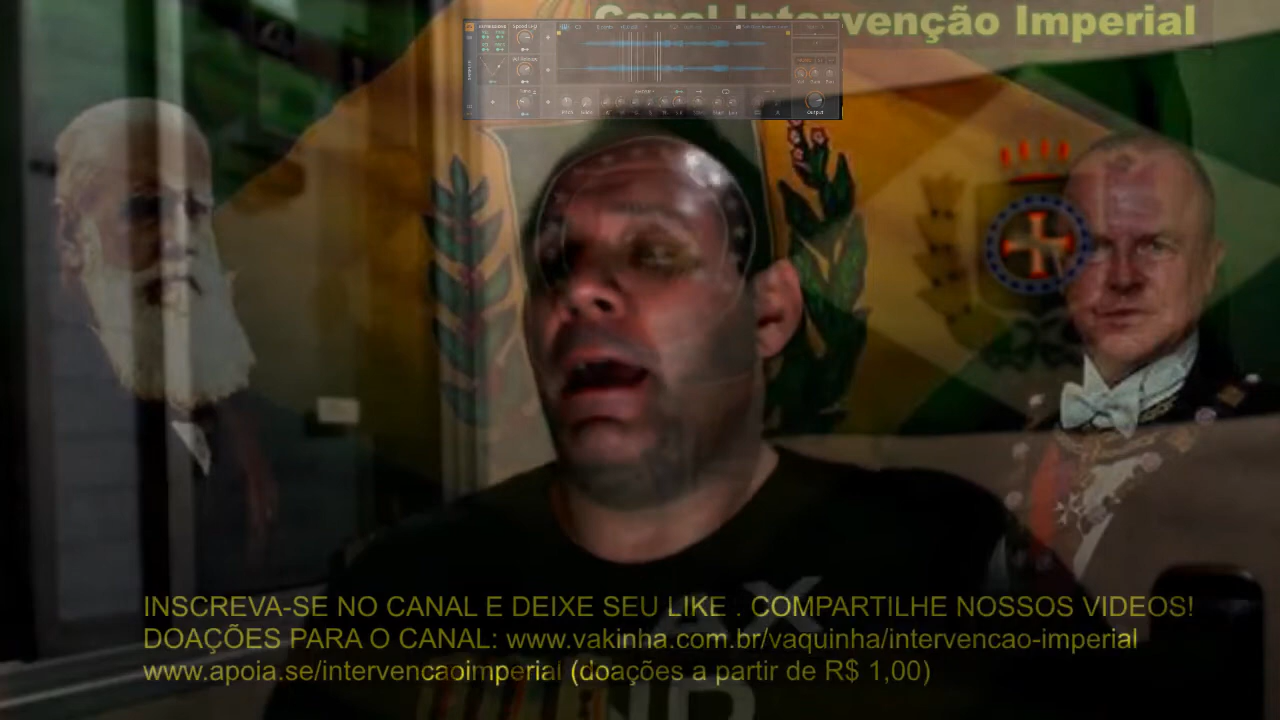 Canal Intervenção Imperial
Output
INSCREVA-SE NO CANAL E DEIXE SEU LIKE . COMPARTILHE NOSSOS VIDEOS!
DOAÇÕES PARA O CANAL: www.vakinha.com.br/vaquinha/intervencao-imperial
www.apoia.se/intervencaoimperial (doações a partir de R$ 1,00)